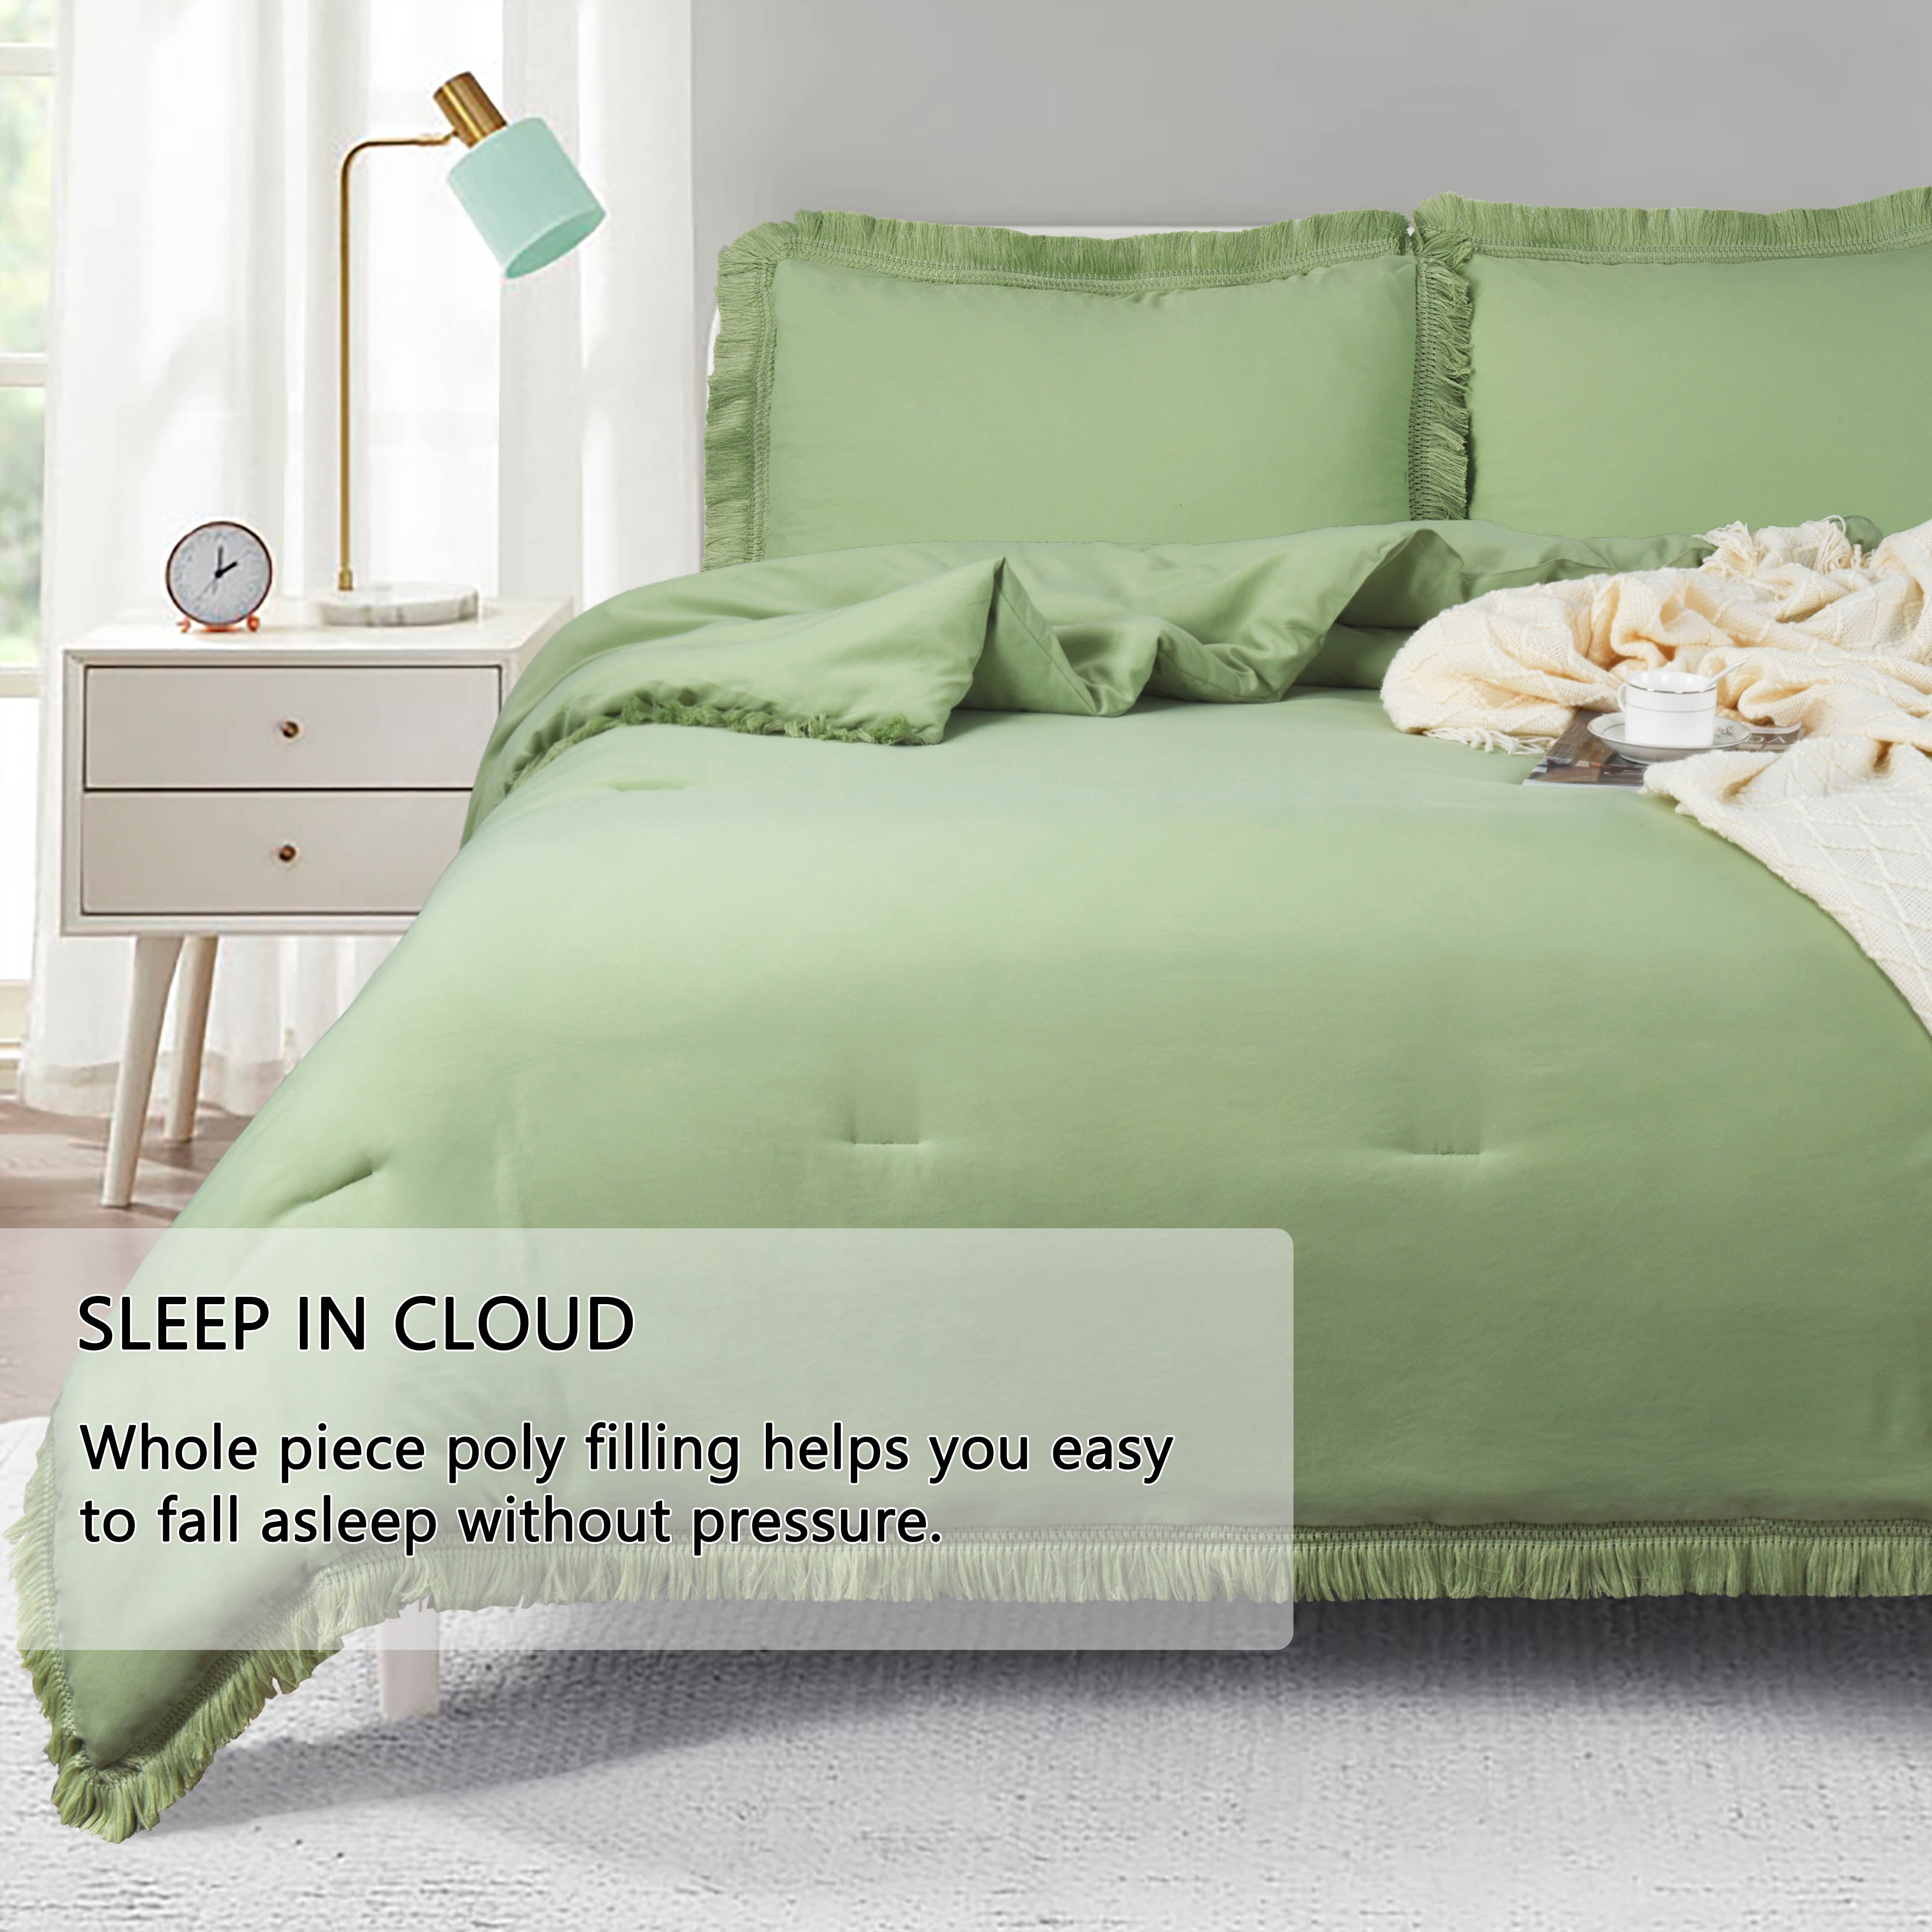 SLEEP IN CLOUD
Whole piece poly filling helps you easy
to fall asleep without pressure.